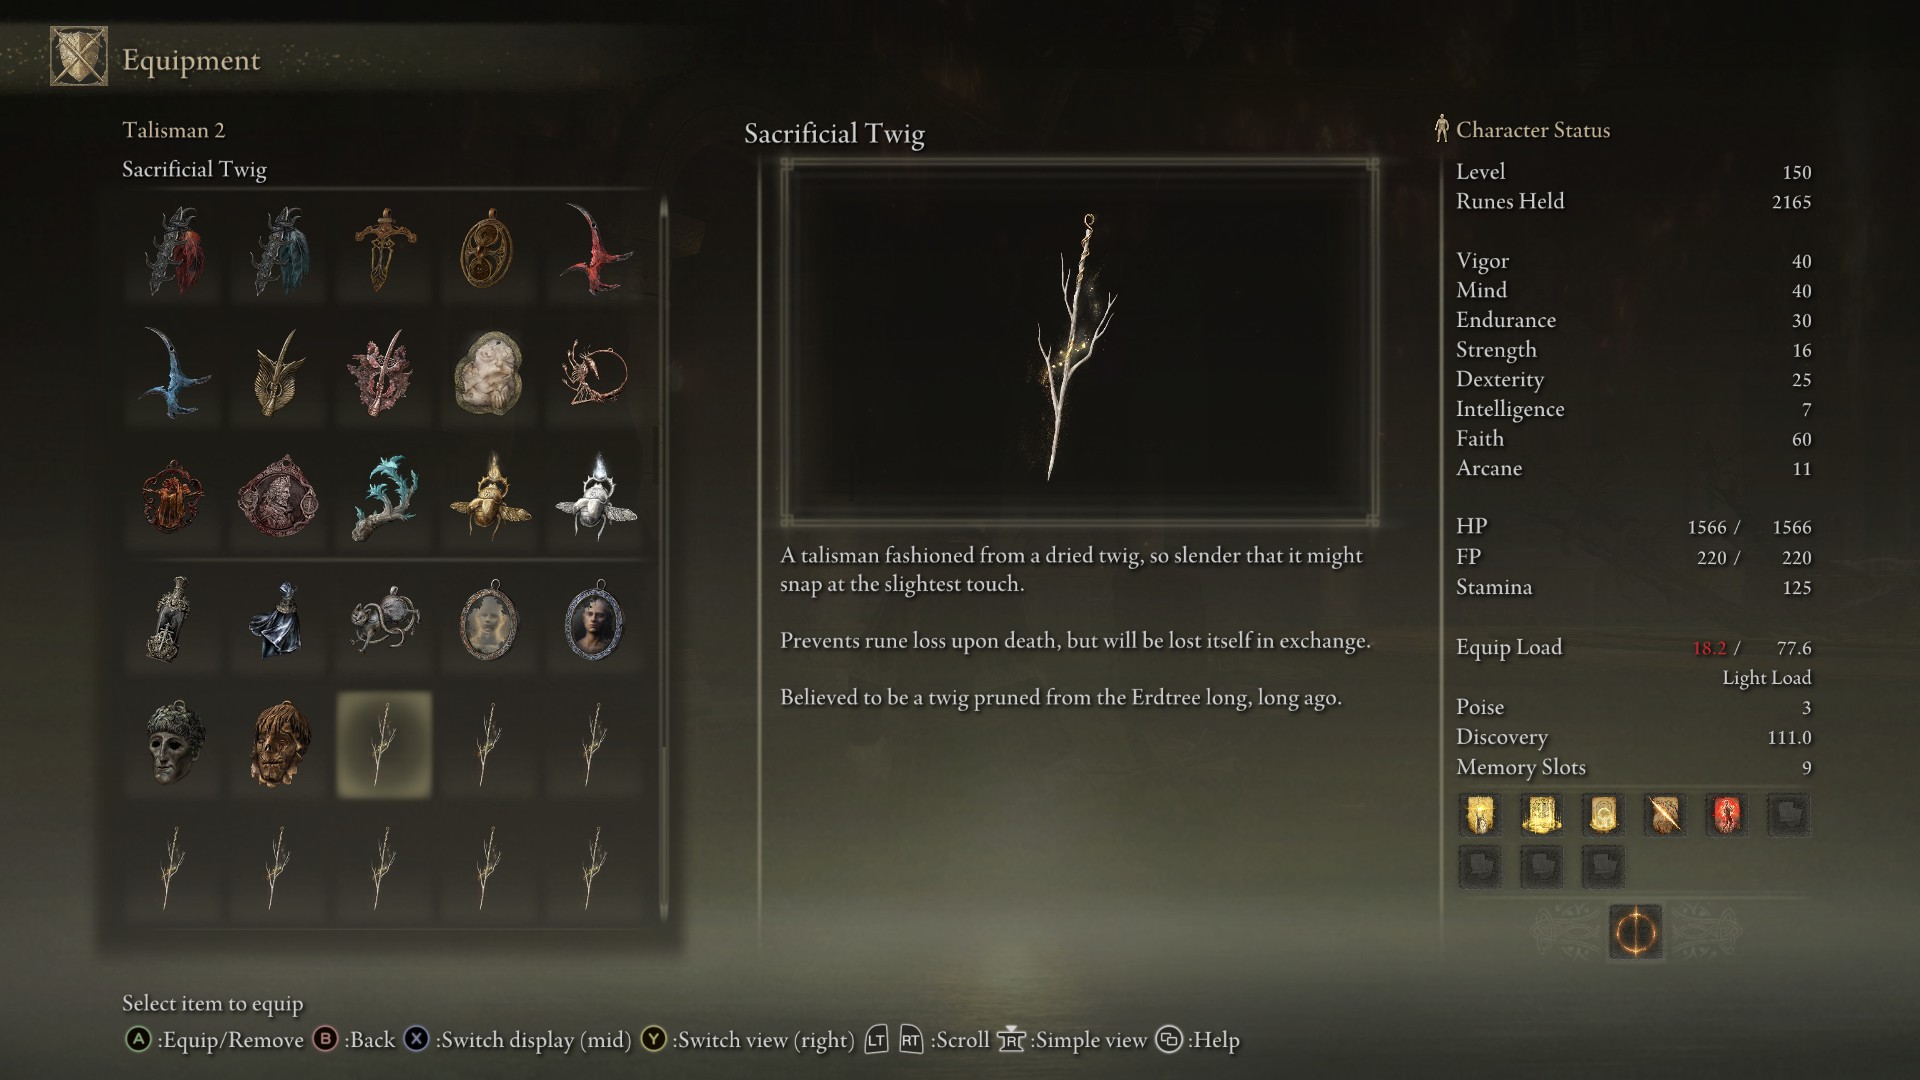 Equipment
Talisman 2
Sacrificial Twig
Sacrificial Twig
A talisman fashioned from a dried twig, so slender that it might
snap at the slightest touch.
Prevents rune loss upon death, but will be lost itself in exchange.
Believed to be a twig pruned from the Erdtree long, long ago.
Character Status
Level 150
Runes Held 2165
Vigor 40
Mind 40
Endurance 30
Strength 16
Dexterity 25
Intelligence 7
Faith 60
Arcane 11
HP 1566 / 1566
FP 220 / 220
Stamina 125
Equip Load 18.2 / 77.6
Light Load
Poise 3
Discovery 111.0
Memory Slots 9
Select item to equip
A :Equip/Remove B :Back X :Switch display (mid) Y :Switch view (right) LT RT :Scroll R :Simple view :Help